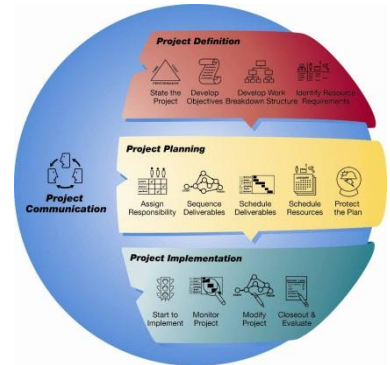 Project Definition
State the
Project
Develop
Objectives
Develop Work
Breakdown Structure
Identify Resource
Requirements
Project
Communication
Project Planning
Assign
Responsibility
Sequence
Deliverables
Schedule
Deliverables
Schedule
Resources
Protect
the Plan
Project Implementation
Start to
Implement
Monitor
Project
Modify
Project
Closeout &
Evaluate